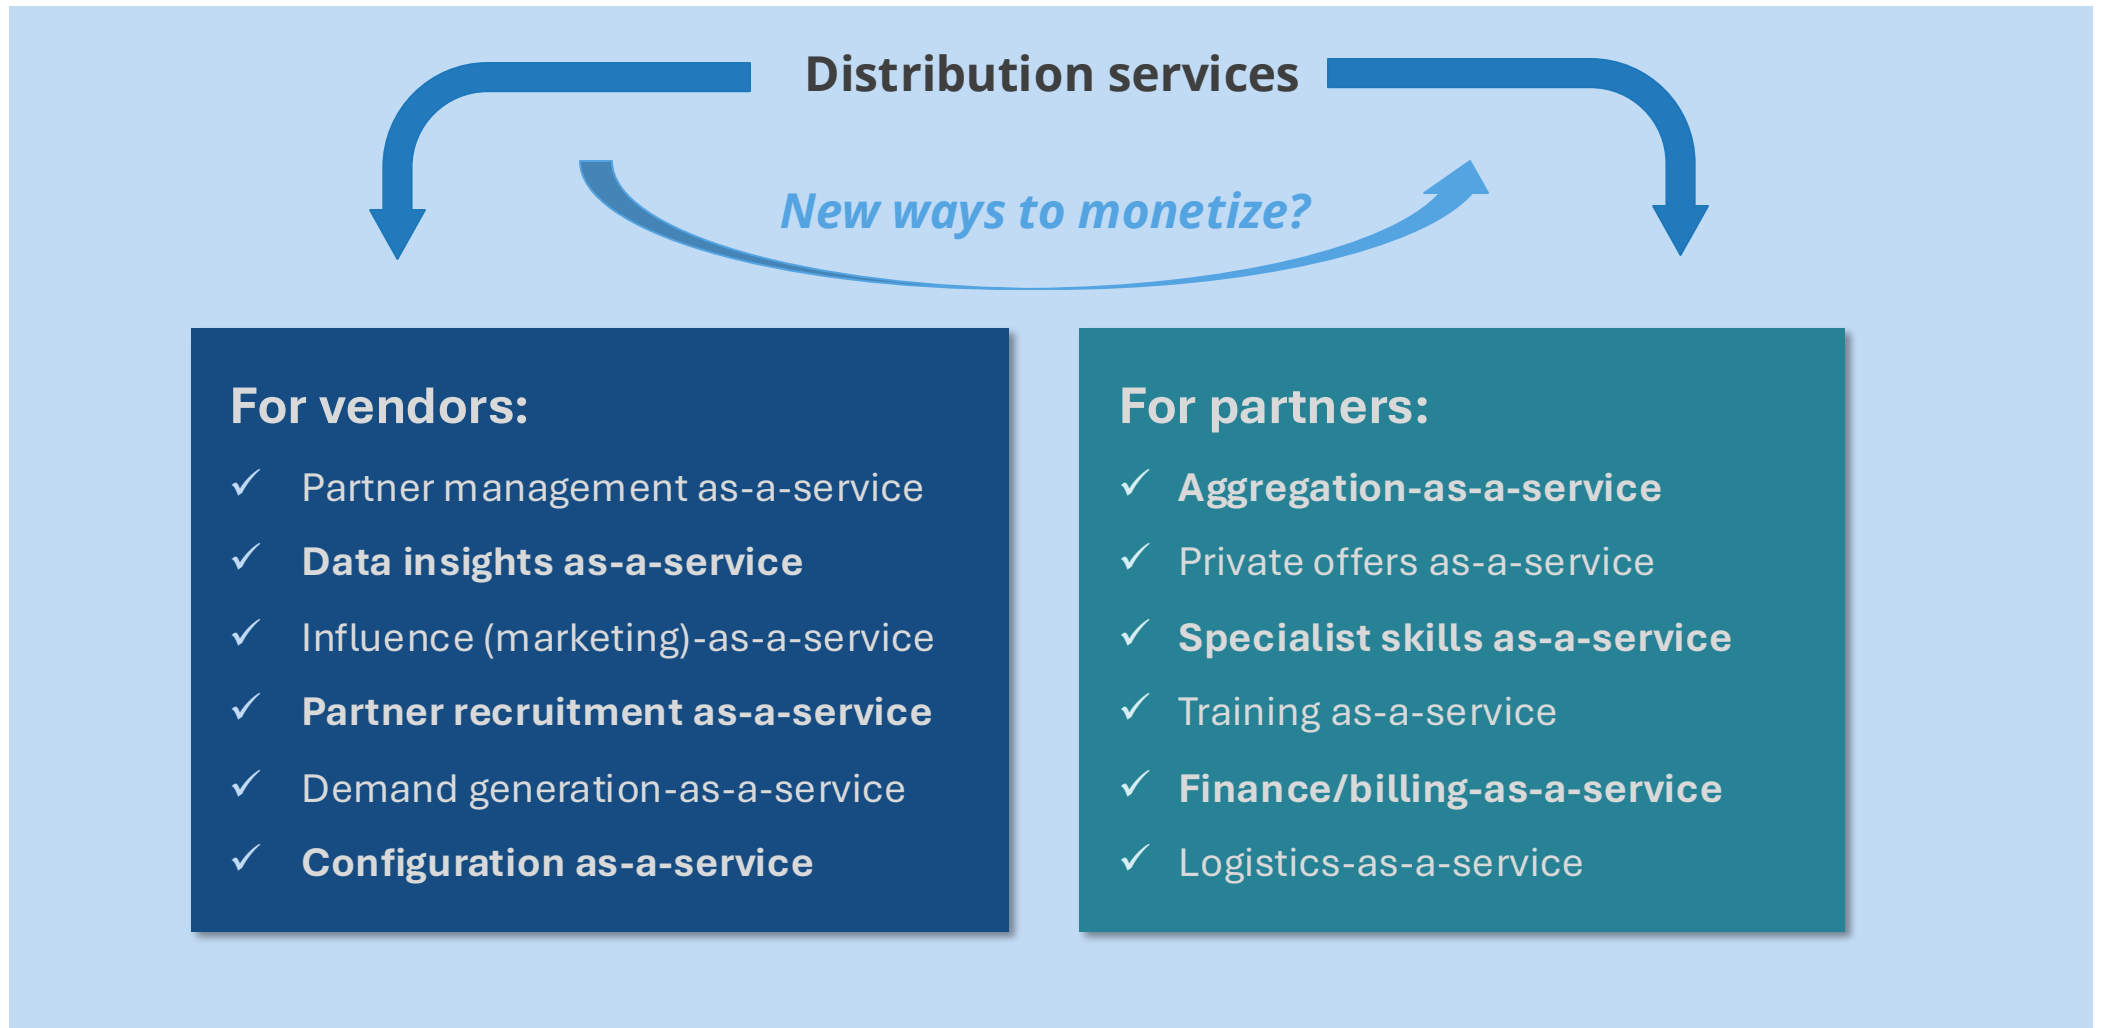 Distribution services
New ways to monetize?
For vendors:
✓ Partner management as-a-service
✓ Data insights as-a-service
✓ Influence (marketing)-as-a-service
✓ Partner recruitment as-a-service
✓ Demand generation-as-a-service
✓ Configuration as-a-service
For partners:
✓ Aggregation-as-a-service
✓ Private offers as-a-service
✓ Specialist skills as-a-service
✓ Training as-a-service
✓ Finance/billing-as-a-service
✓ Logistics-as-a-service